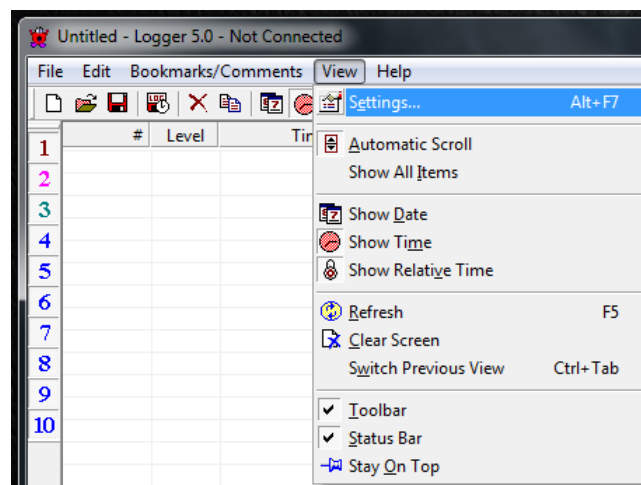 Untitled - Logger 5.0 - Not Connected
File Edit Bookmarks/Comments View Help
# Level Tim
Settings... Alt+F7
Automatic Scroll
Show All Items
Show Date
Show Time
Show Relative Time
Refresh F5
Clear Screen
Switch Previous View Ctrl+Tab
Toolbar
Status Bar
Stay On Top
1
2
3
4
5
6
7
8
9
10